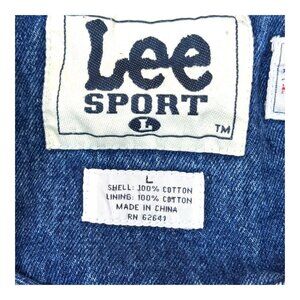 Lee
SPORT
L
TM
L
SHELL: 100% COTTON
LINING: 100% COTTON
MADE IN CHINA
RN 62641